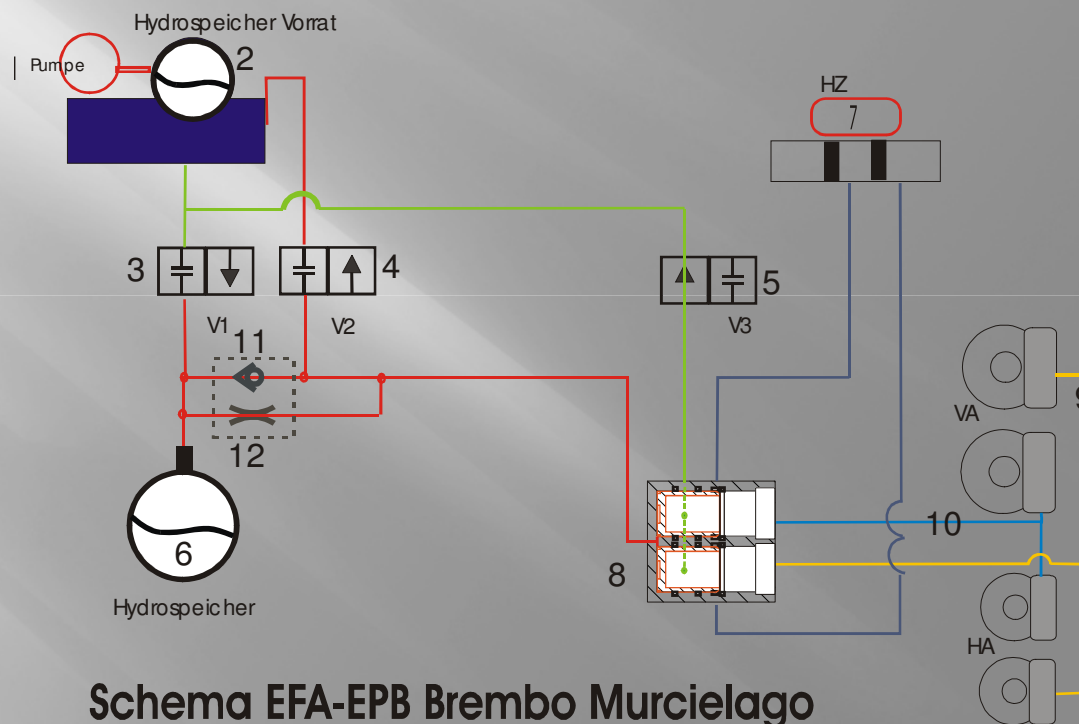 Hydrospeicher Vorrat
2
| Pumpe
HZ
7
3
4
5
V1
V2
V3
11
12
VA
9
10
6
8
Hydrospeicher
HA
Schema EFA-EPB Brembo Murcielago